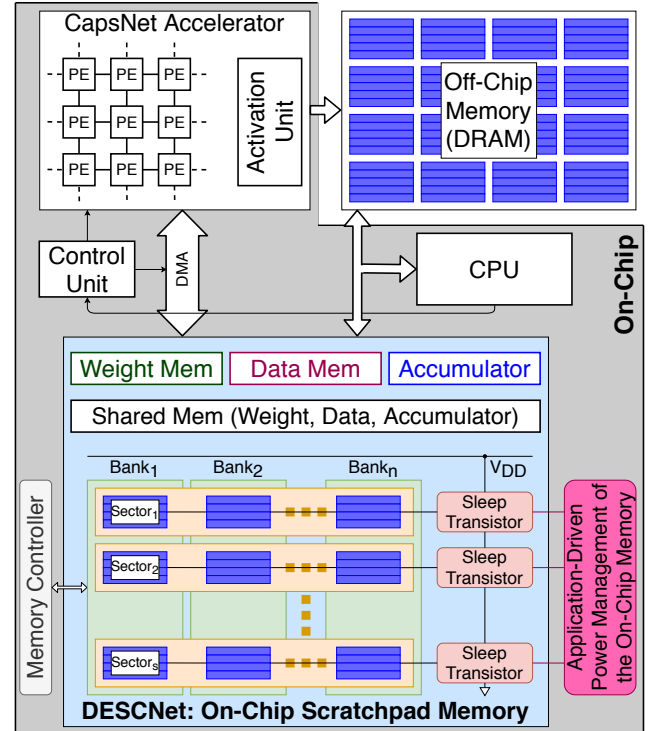 CapsNet Accelerator
PE PE PE
PE PE PE
PE PE PE
Activation
Unit
Off-Chip
Memory
(DRAM)
Control
Unit
DMA
CPU
On-Chip
Weight Mem
Data Mem
Accumulator
Shared Mem (Weight, Data, Accumulator)
Bank1 Bank2 Bankn VDD
Sector1
Sleep
Transistor
Sector2
Sleep
Transistor
Sectors
Sleep
Transistor
Memory Controller
Application-Driven
Power Management of
the On-Chip Memory
DESCNet: On-Chip Scratchpad Memory